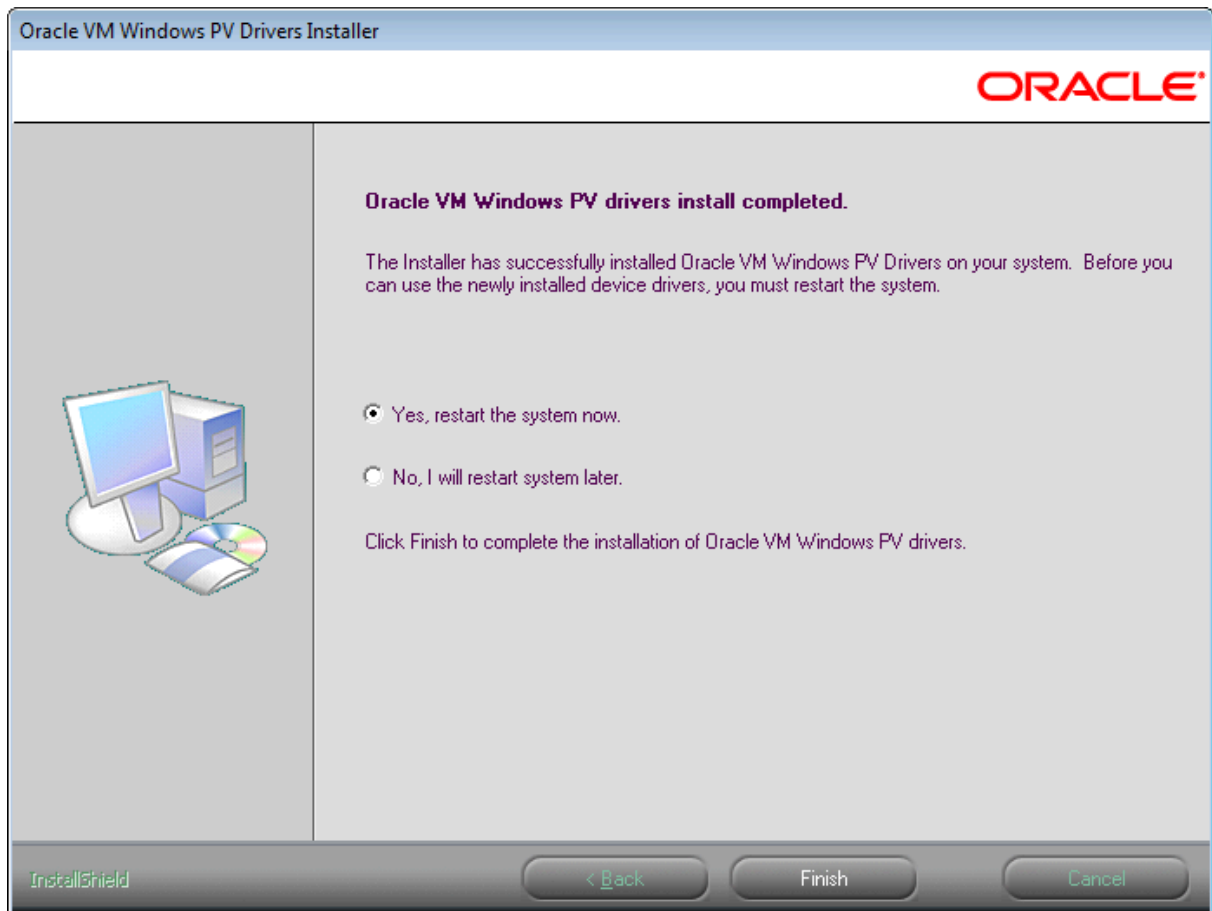 Oracle VM Windows PV Drivers Installer
ORACLE
Oracle VM Windows PV drivers install completed.
The Installer has successfully installed Oracle VM Windows PV Drivers on your system. Before you
can use the newly installed device drivers, you must restart the system.
Yes, restart the system now.
No, I will restart system later.
Click Finish to complete the installation of Oracle VM Windows PV drivers.
InstallShield
< Back
Finish
Cancel